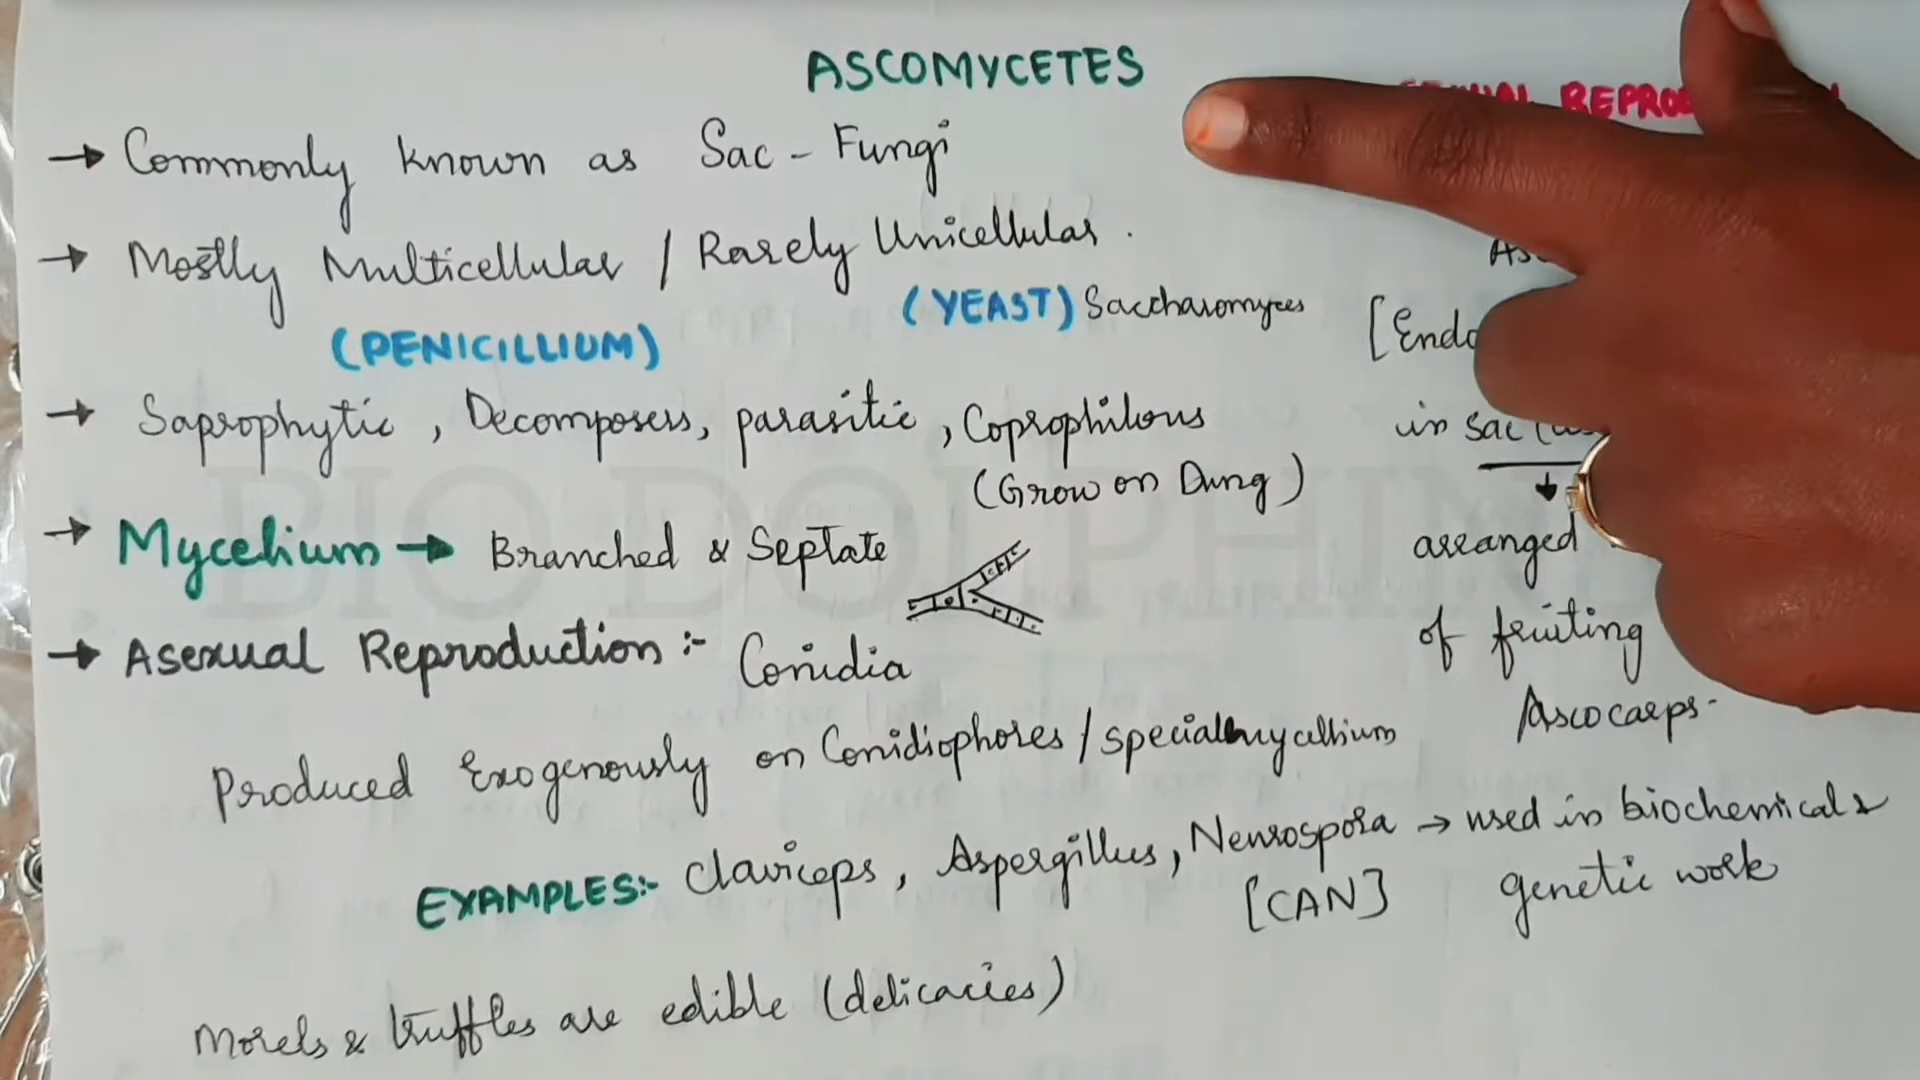 ASCOMYCETES
→ Commonly known as Sac - Fungi
→ Mostly Multicellular / Rarely Unicellular.
(PENICILLIUM)
(YEAST) Saccharomyces
→ Saprophytic, Decomposers, parasitic, Coprophilous
(Grow on Dung)
→ Mycelium → Branched & Septate
→ Asexual Reproduction :- Conidia
Produced Exogenously on Conidiophores / special mycelium
EXAMPLES:- Claviceps, Aspergillus, Neurospora → used in biochemical &
[CAN] genetic work
Morels & truffles are edible (delicacies)
in sac
↓
arranged
of fruiting
Ascocarps.
BIO DOLPHIN